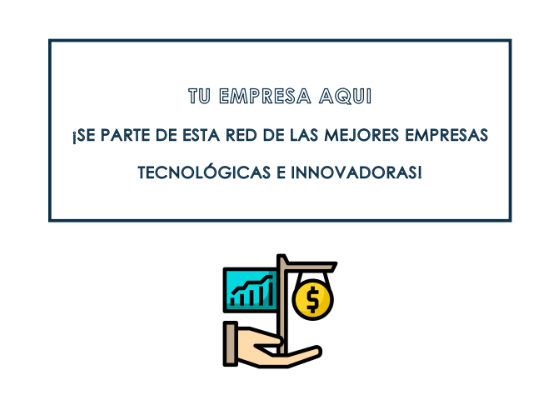 TU EMPRESA AQUI
¡SE PARTE DE ESTA RED DE LAS MEJORES EMPRESAS
TECNOLÓGICAS E INNOVADORAS!
$